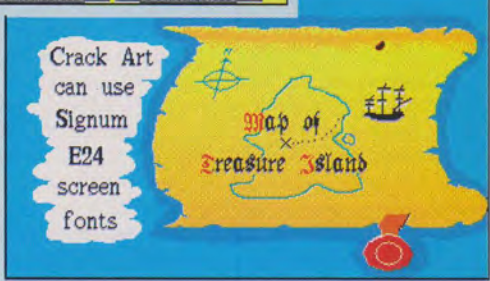 Crack Art
can use
Signum
E24
screen
fonts
Map of
Treasure Island